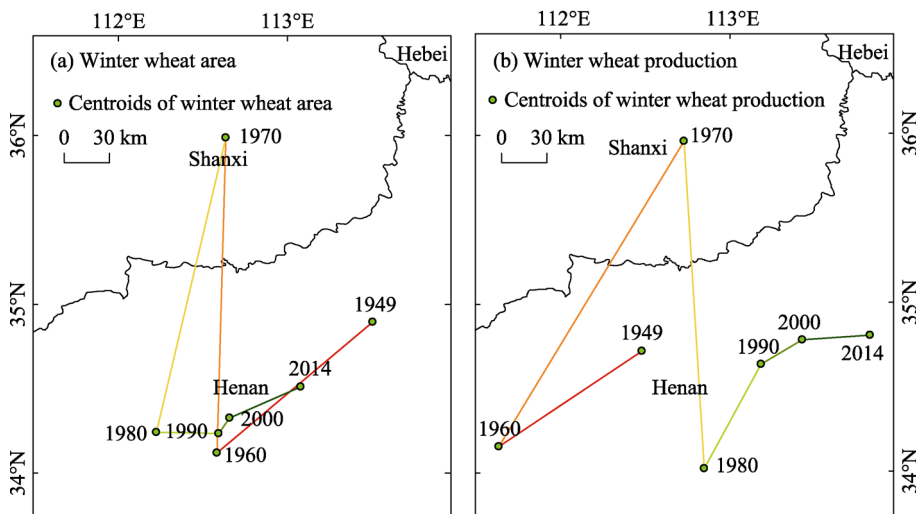 112°E 113°E
(a) Winter wheat area
Hebei
Centroids of winter wheat area
0 30 km
1970
Shanxi
36°N
35°N
34°N
1949
2014
Henan
1980
1990
2000
1960
112°E 113°E
(b) Winter wheat production
Hebei
Centroids of winter wheat production
0 30 km
1970
Shanxi
1949
2000
1990
2014
Henan
1960
1980
36°N
35°N
34°N